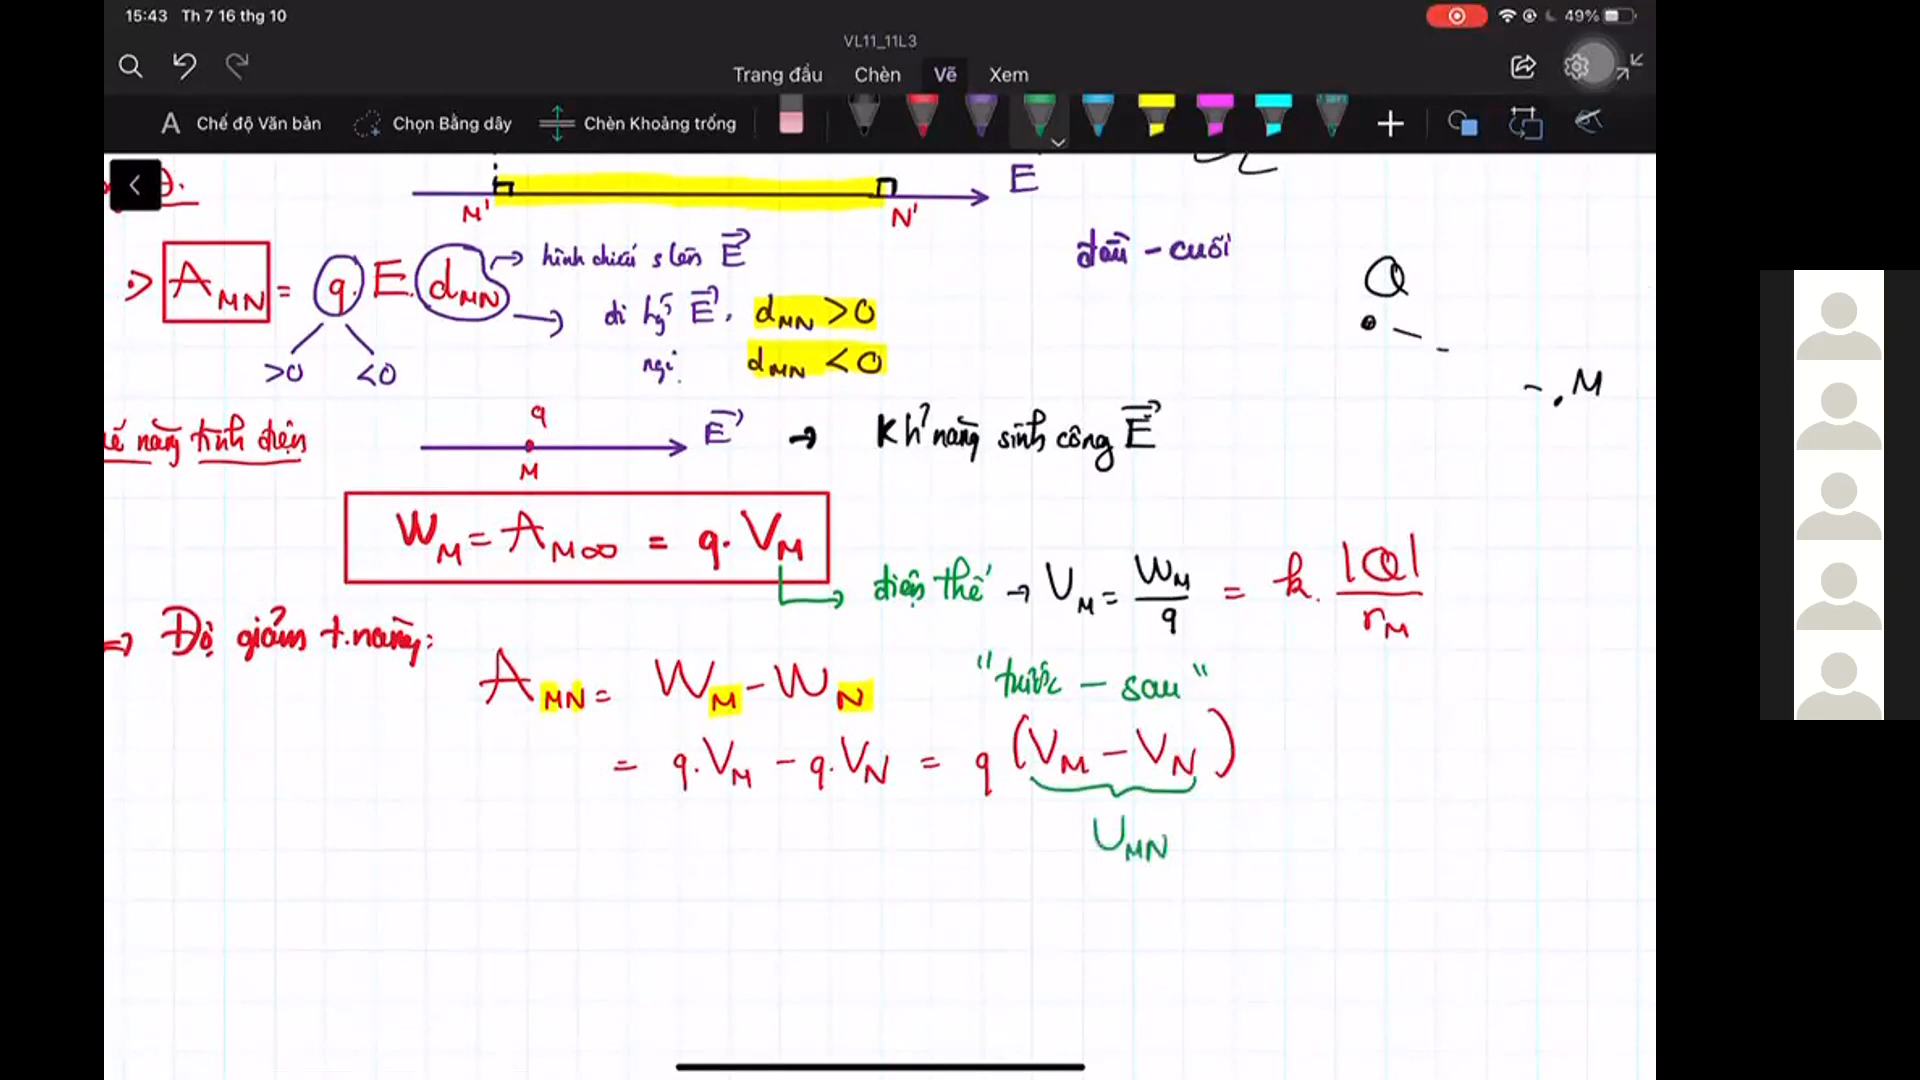 15:43 Th 7 16 thg 10
49%
VL11_11L3
Trang đầu Chèn Vẽ Xem
Chế độ Văn bản Chọn Bằng dây Chèn Khoảng trống
M' N' E
A_MN = q.E.d_MN → hình chiếu s lên E⃗
đầu - cuối
Q
→ đi hg E⃗, d_MN > 0
>0 <0
ngc. d_MN < 0
M
q
năng tĩnh điện
M
E⃗ → Kh? năng sinh công E⃗
W_M = A_M∞ = q.V_M
→ điện thế → V_M = W_M/q = k.|Q|/r_M
⇒ Độ giảm t.năng:
A_MN = W_M - W_N "trước - sau"
= q.V_M - q.V_N = q(V_M - V_N)
U_MN